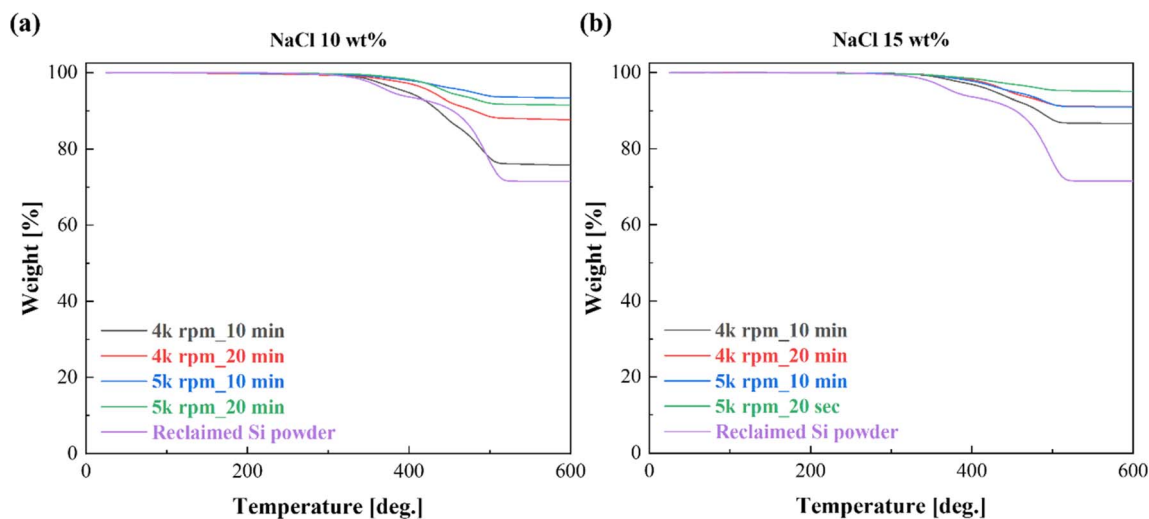 (a)
NaCl 10 wt%
100
80
60
40
20
0
Weight [%]
4k rpm_10 min
4k rpm_20 min
5k rpm_10 min
5k rpm_20 min
Reclaimed Si powder
0
200
400
600
Temperature [deg.]
(b)
NaCl 15 wt%
100
80
60
40
20
0
Weight [%]
4k rpm_10 min
4k rpm_20 min
5k rpm_10 min
5k rpm_20 sec
Reclaimed Si powder
0
200
400
600
Temperature [deg.]